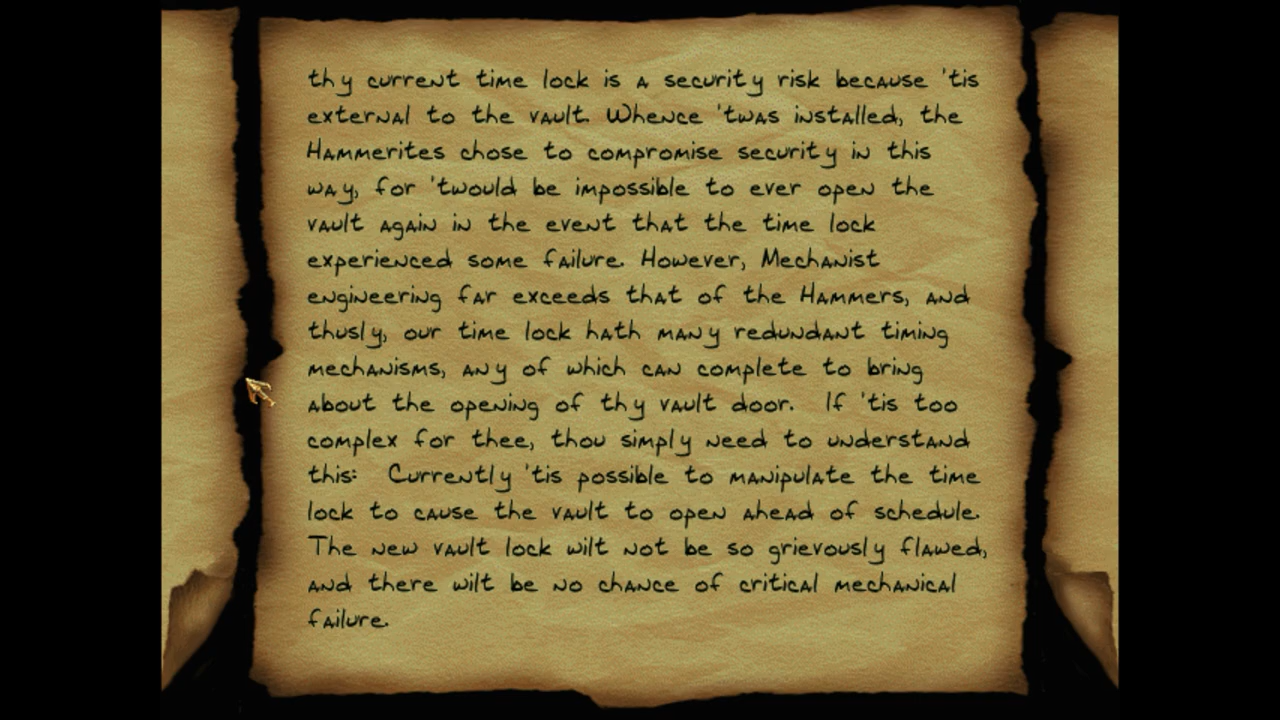 thy current time lock is a security risk because 'tis
external to the vault. Whence 'twas installed, the
Hammerites chose to compromise security in this
way, for 'twould be impossible to ever open the
vault again in the event that the time lock
experienced some failure. However, Mechanist
engineering far exceeds that of the Hammers, and
thusly, our time lock hath many redundant timing
mechanisms, any of which can complete to bring
about the opening of thy vault door.  If 'tis too
complex for thee, thou simply need to understand
this:  Currently 'tis possible to manipulate the time
lock to cause the vault to open ahead of schedule.
The new vault lock wilt not be so grievously flawed,
and there wilt be no chance of critical mechanical
failure.